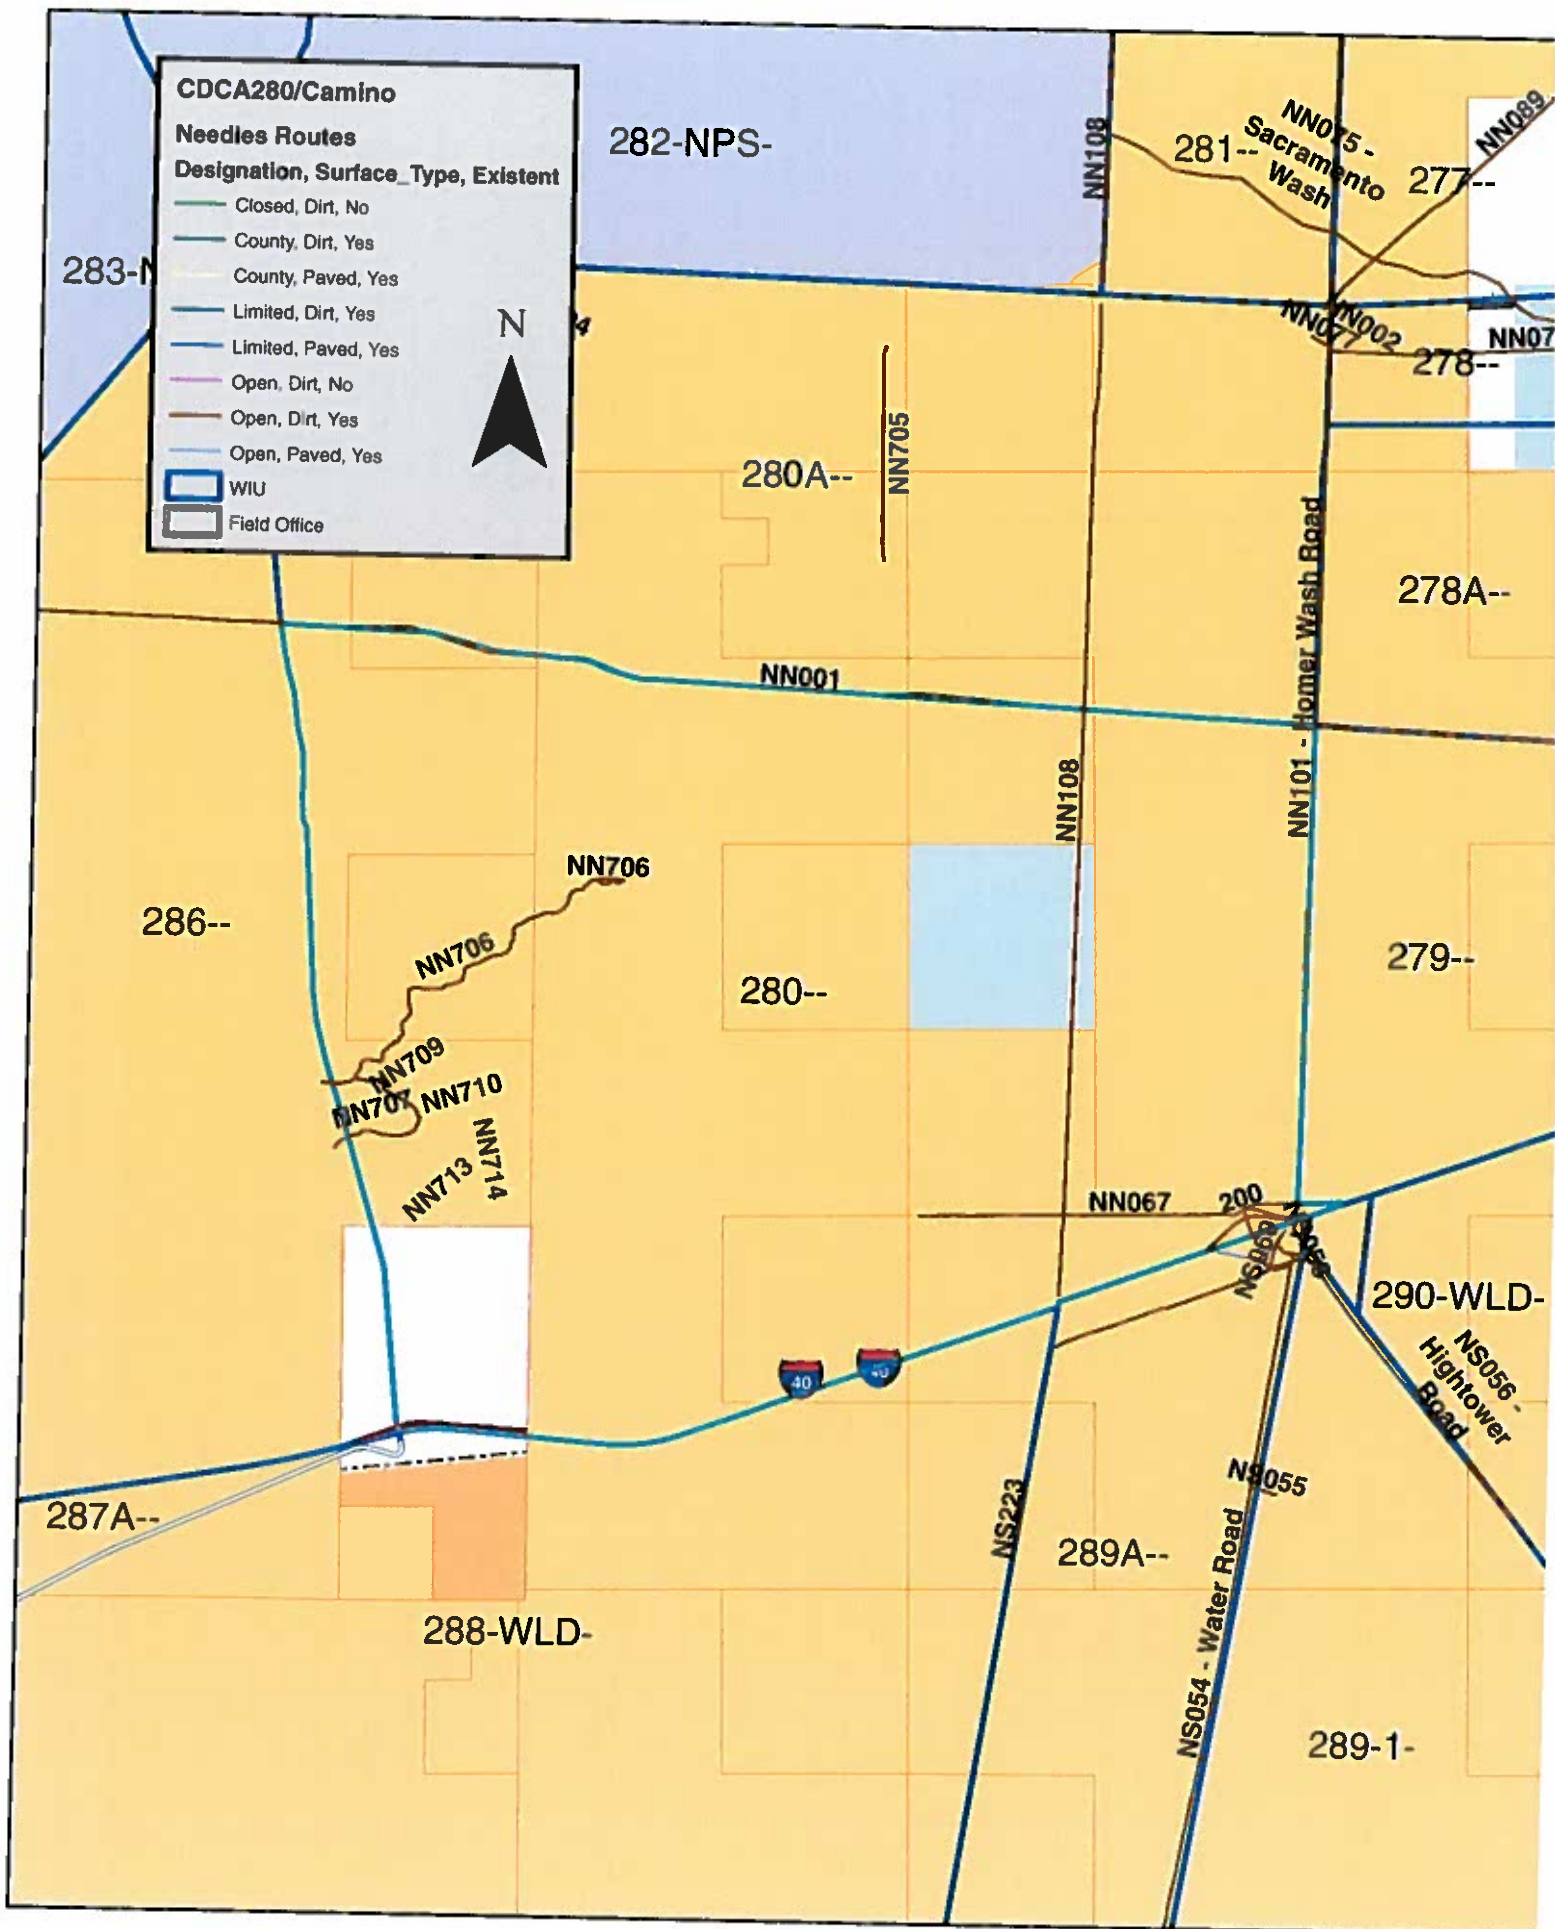 CDCA280/Camino
Needles Routes
Designation, Surface_Type, Existent
Closed, Dirt, No
County, Dirt, Yes
County, Paved, Yes
Limited, Dirt, Yes
Limited, Paved, Yes
Open, Dirt, No
Open, Dirt, Yes
Open, Paved, Yes
WIU
Field Office
N
282-NPS-
NN108
281--
NN075 -
Sacramento
Wash
NN089
277--
283-N
4
NN077
NN002
NN07
278--
280A--
NN705
278A--
NN001
NN101 - Homer Wash Road
NN108
NN706
286--
NN706
280--
279--
NN709
NN707
NN710
NN714
NN713
NN067
200
NS069
290-WLD-
NS056 -
Hightower
Road
40
40
NS055
NS223
287A--
289A--
NS054 - Water Road
288-WLD-
289-1-